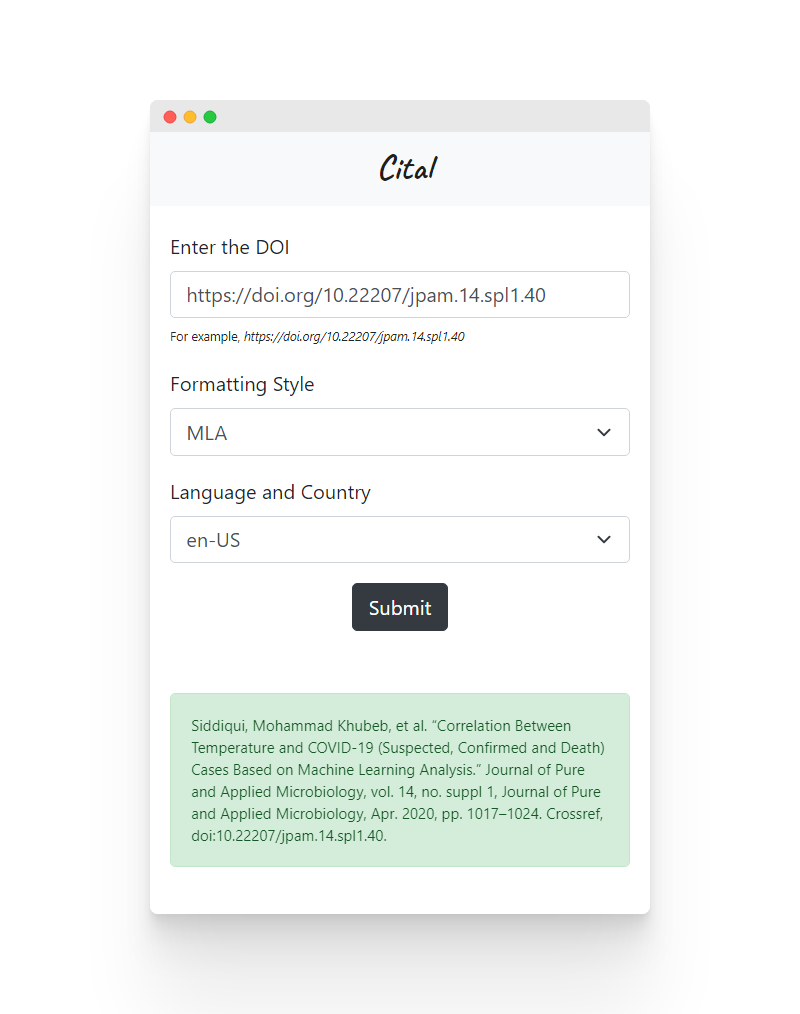 Cital
Enter the DOI
https://doi.org/10.22207/jpam.14.spl1.40
For example, https://doi.org/10.22207/jpam.14.spl1.40
Formatting Style
MLA
Language and Country
en-US
Submit
Siddiqui, Mohammad Khubeb, et al. “Correlation Between
Temperature and COVID-19 (Suspected, Confirmed and Death)
Cases Based on Machine Learning Analysis.” Journal of Pure
and Applied Microbiology, vol. 14, no. suppl 1, Journal of Pure
and Applied Microbiology, Apr. 2020, pp. 1017–1024. Crossref,
doi:10.22207/jpam.14.spl1.40.